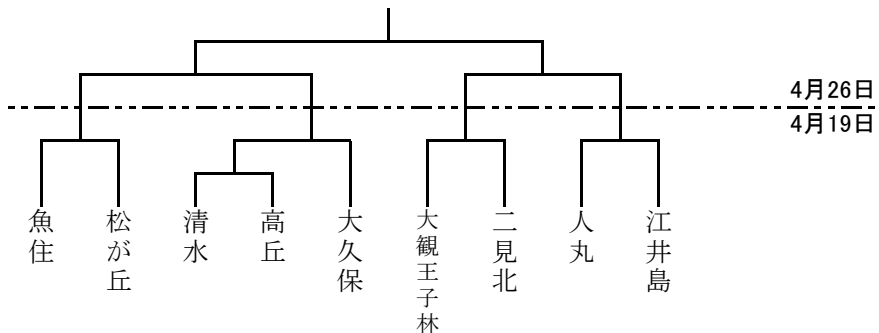 4月26日
4月19日
魚住
松が丘
清水
高丘
大久保
大観王子林
二見北
人丸
江井島